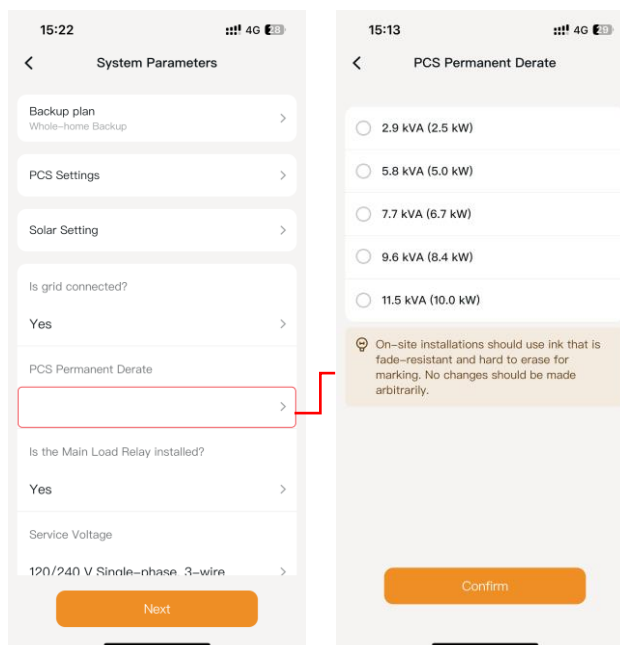 15:22
4G 28
System Parameters
Backup plan
Whole-home Backup
PCS Settings
Solar Setting
Is grid connected?
Yes
PCS Permanent Derate
Is the Main Load Relay installed?
Yes
Service Voltage
120/240 V Single-phase, 3-wire
Next
15:13
4G 29
PCS Permanent Derate
2.9 kVA (2.5 kW)
5.8 kVA (5.0 kW)
7.7 kVA (6.7 kW)
9.6 kVA (8.4 kW)
11.5 kVA (10.0 kW)
On-site installations should use ink that is
fade-resistant and hard to erase for
marking. No changes should be made
arbitrarily.
Confirm